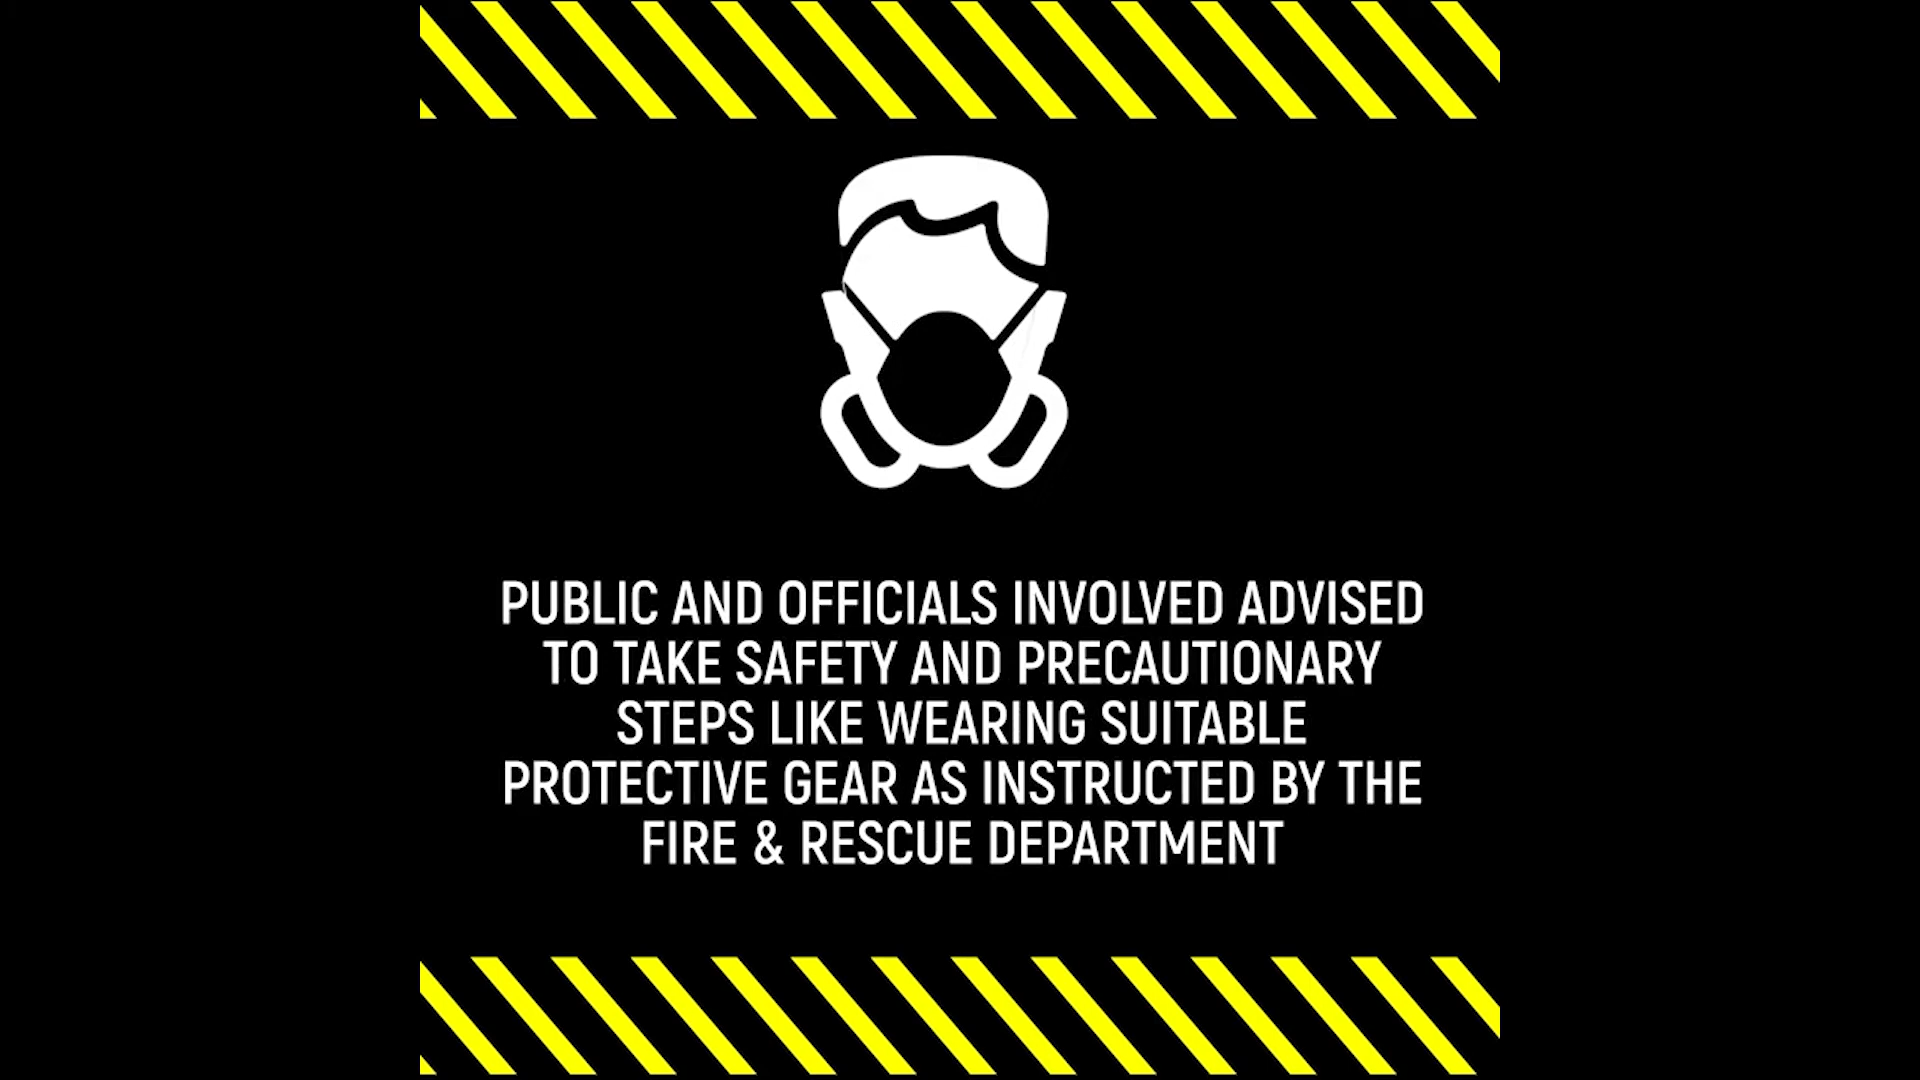 PUBLIC AND OFFICIALS INVOLVED ADVISED
TO TAKE SAFETY AND PRECAUTIONARY
STEPS LIKE WEARING SUITABLE
PROTECTIVE GEAR AS INSTRUCTED BY THE
FIRE & RESCUE DEPARTMENT